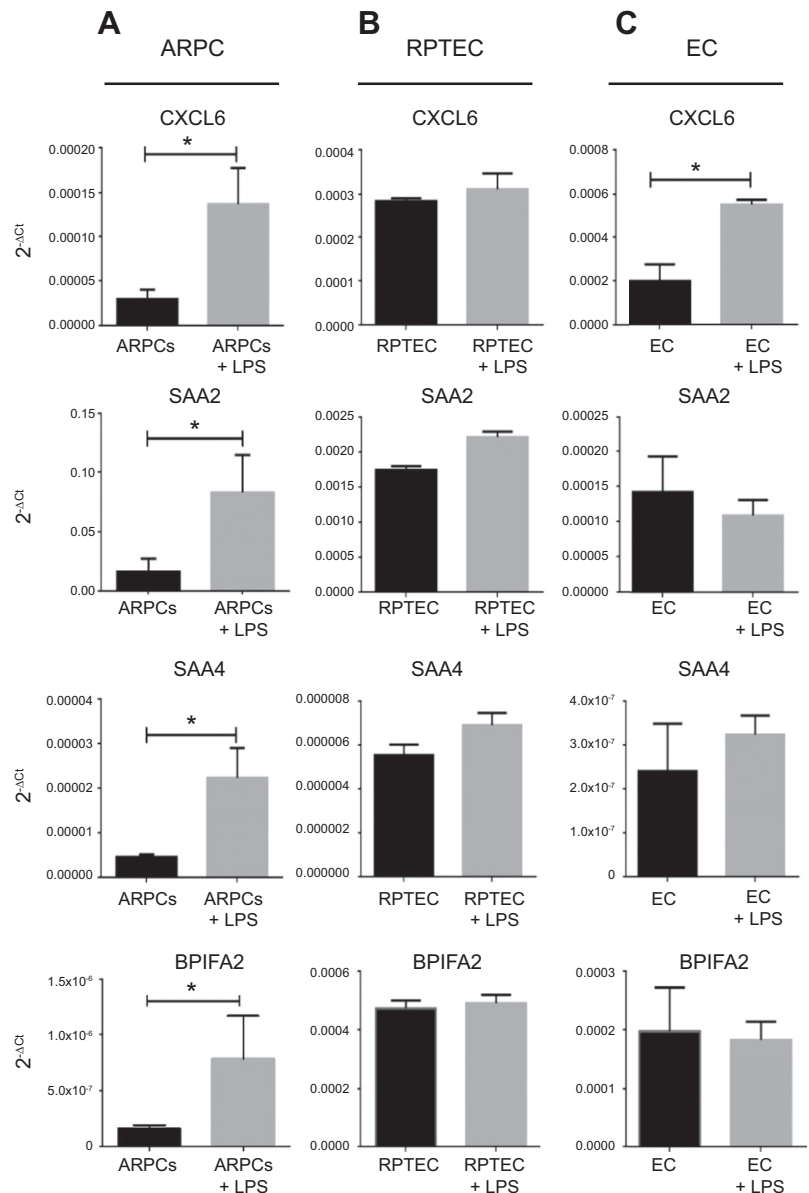 A
ARPC
B
RPTEC
C
EC
CXCL6
2-ΔCt
0.00020
0.00015
0.00010
0.00005
0.00000
*
ARPCs
ARPCs
+ LPS
CXCL6
0.0004
0.0003
0.0002
0.0001
0.0000
RPTEC
RPTEC
+ LPS
CXCL6
0.0008
0.0006
0.0004
0.0002
0.0000
*
EC
EC
+ LPS
SAA2
2-ΔCt
0.15
0.10
0.05
0.00
*
ARPCs
ARPCs
+ LPS
SAA2
0.0025
0.0020
0.0015
0.0010
0.0005
0.0000
RPTEC
RPTEC
+ LPS
SAA2
0.00025
0.00020
0.00015
0.00010
0.00005
0.00000
EC
EC
+ LPS
SAA4
2-ΔCt
0.00004
0.00003
0.00002
0.00001
0.00000
*
ARPCs
ARPCs
+ LPS
SAA4
0.000008
0.000006
0.000004
0.000002
0.000000
RPTEC
RPTEC
+ LPS
SAA4
4.0x10-7
3.0x10-7
2.0x10-7
1.0x10-7
0
EC
EC
+ LPS
BPIFA2
2-ΔCt
1.5x10-6
1.0x10-6
5.0x10-7
0
*
ARPCs
ARPCs
+ LPS
BPIFA2
0.0006
0.0004
0.0002
0.0000
RPTEC
RPTEC
+ LPS
BPIFA2
0.0003
0.0002
0.0001
0.0000
EC
EC
+ LPS